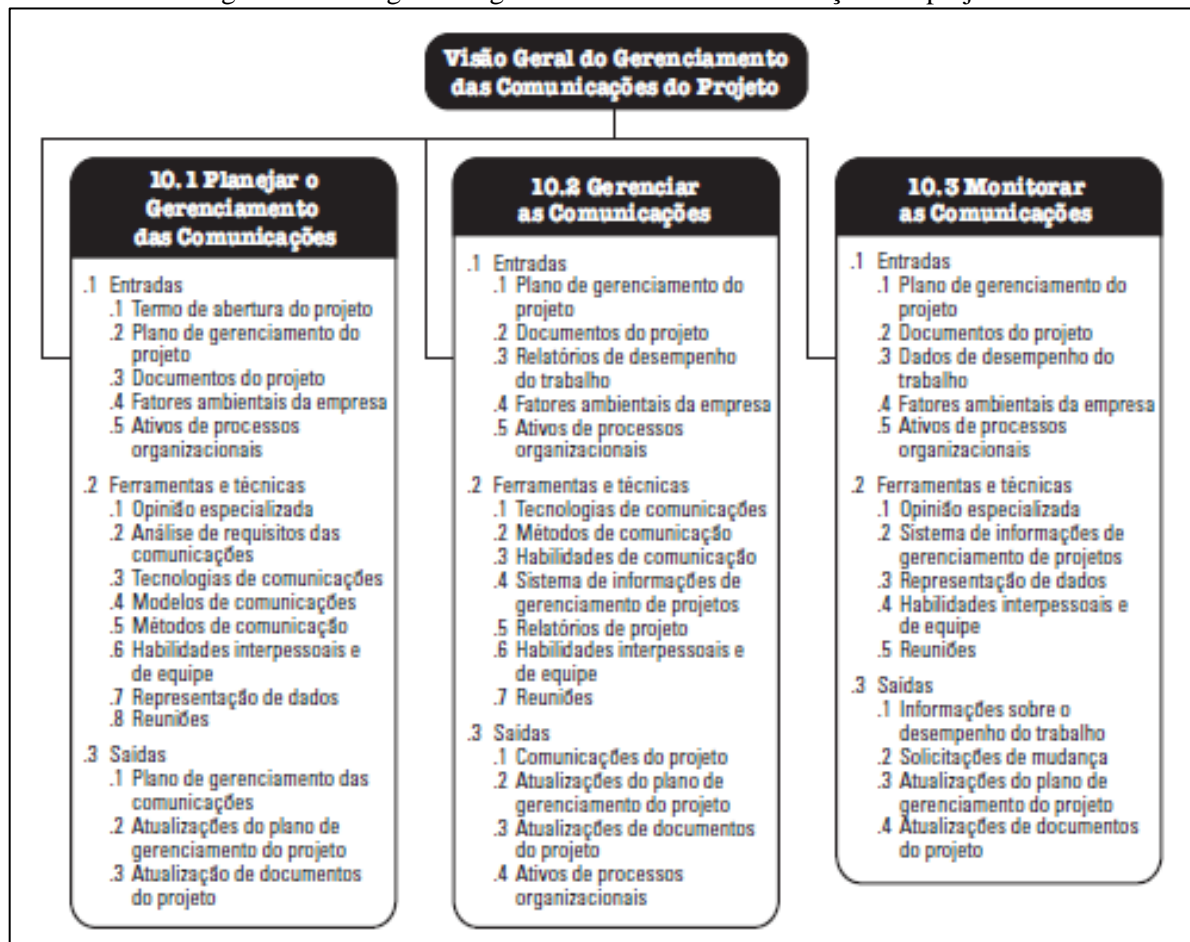 Visão Geral do Gerenciamento
das Comunicações do Projeto
10.1 Planejar o
Gerenciamento
das Comunicações
.1 Entradas
.1 Termo de abertura do projeto
.2 Plano de gerenciamento do
projeto
.3 Documentos do projeto
.4 Fatores ambientais da empresa
.5 Ativos de processos
organizacionais
.2 Ferramentas e técnicas
.1 Opinião especializada
.2 Análise de requisitos das
comunicações
.3 Tecnologias de comunicações
.4 Modelos de comunicações
.5 Métodos de comunicação
.6 Habilidades interpessoais e
de equipe
.7 Representação de dados
.8 Reuniões
.3 Saídas
.1 Plano de gerenciamento das
comunicações
.2 Atualizações do plano de
gerenciamento do projeto
.3 Atualização de documentos
do projeto
10.2 Gerenciar
as Comunicações
.1 Entradas
.1 Plano de gerenciamento do
projeto
.2 Documentos do projeto
.3 Relatórios de desempenho
do trabalho
.4 Fatores ambientais da empresa
.5 Ativos de processos
organizacionais
.2 Ferramentas e técnicas
.1 Tecnologias de comunicações
.2 Métodos de comunicação
.3 Habilidades de comunicação
.4 Sistema de informações de
gerenciamento de projetos
.5 Relatórios de projeto
.6 Habilidades interpessoais e
de equipe
.7 Reuniões
.3 Saídas
.1 Comunicações do projeto
.2 Atualizações do plano de
gerenciamento do projeto
.3 Atualizações de documentos
do projeto
.4 Ativos de processos
organizacionais
10.3 Monitorar
as Comunicações
.1 Entradas
.1 Plano de gerenciamento do
projeto
.2 Documentos do projeto
.3 Dados de desempenho do
trabalho
.4 Fatores ambientais da empresa
.5 Ativos de processos
organizacionais
.2 Ferramentas e técnicas
.1 Opinião especializada
.2 Sistema de informações de
gerenciamento de projetos
.3 Representação de dados
.4 Habilidades interpessoais e
de equipe
.5 Reuniões
.3 Saídas
.1 Informações sobre o
desempenho do trabalho
.2 Solicitações de mudança
.3 Atualizações do plano de
gerenciamento do projeto
.4 Atualizações de documentos
do projeto